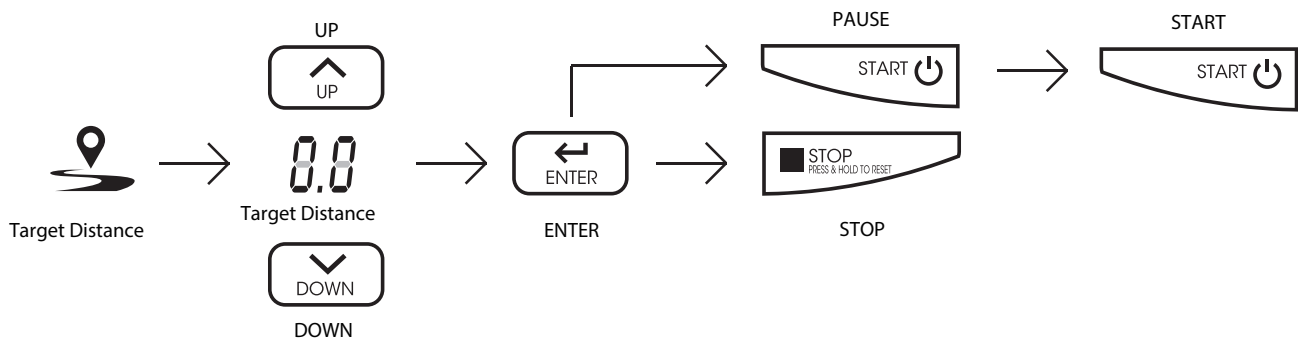 UP
UP
0.0
Target Distance
DOWN
DOWN
Target Distance
ENTER
ENTER
PAUSE
START
STOP
PRESS & HOLD TO RESET
STOP
START
START